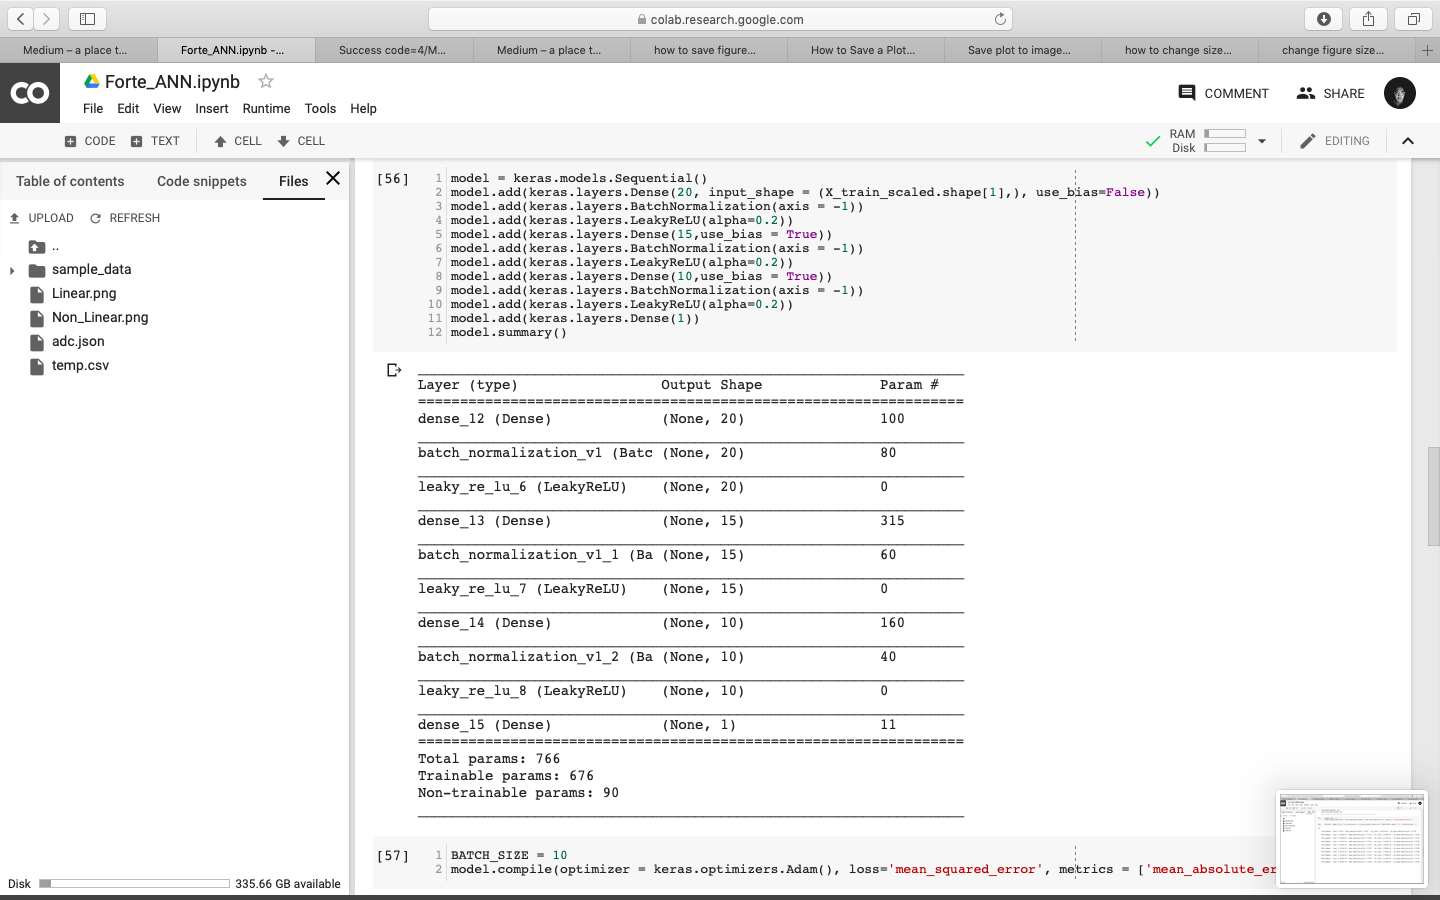 colab.research.google.com
Medium – a place t...
Forte_ANN.ipynb -...
Success code=4/M...
Medium – a place t...
how to save figure...
How to Save a Plot...
Save plot to image...
how to change size...
change figure size...
CO
Forte_ANN.ipynb
File Edit View Insert Runtime Tools Help
COMMENT
SHARE
CODE TEXT CELL CELL
RAM
Disk
EDITING
Table of contents Code snippets Files
UPLOAD REFRESH
..
sample_data
Linear.png
Non_Linear.png
adc.json
temp.csv
Disk 335.66 GB available
[56]
1 model = keras.models.Sequential()
2 model.add(keras.layers.Dense(20, input_shape = (X_train_scaled.shape[1],), use_bias=False))
3 model.add(keras.layers.BatchNormalization(axis = -1))
4 model.add(keras.layers.LeakyReLU(alpha=0.2))
5 model.add(keras.layers.Dense(15,use_bias = True))
6 model.add(keras.layers.BatchNormalization(axis = -1))
7 model.add(keras.layers.LeakyReLU(alpha=0.2))
8 model.add(keras.layers.Dense(10,use_bias = True))
9 model.add(keras.layers.BatchNormalization(axis = -1))
10 model.add(keras.layers.LeakyReLU(alpha=0.2))
11 model.add(keras.layers.Dense(1))
12 model.summary()
Layer (type) Output Shape Param #
=================================================================
dense_12 (Dense) (None, 20) 100
batch_normalization_v1 (Batc (None, 20) 80
leaky_re_lu_6 (LeakyReLU) (None, 20) 0
dense_13 (Dense) (None, 15) 315
batch_normalization_v1_1 (Ba (None, 15) 60
leaky_re_lu_7 (LeakyReLU) (None, 15) 0
dense_14 (Dense) (None, 10) 160
batch_normalization_v1_2 (Ba (None, 10) 40
leaky_re_lu_8 (LeakyReLU) (None, 10) 0
dense_15 (Dense) (None, 1) 11
=================================================================
Total params: 766
Trainable params: 676
Non-trainable params: 90
[57]
1 BATCH_SIZE = 10
2 model.compile(optimizer = keras.optimizers.Adam(), loss='mean_squared_error', metrics = ['mean_absolute_er